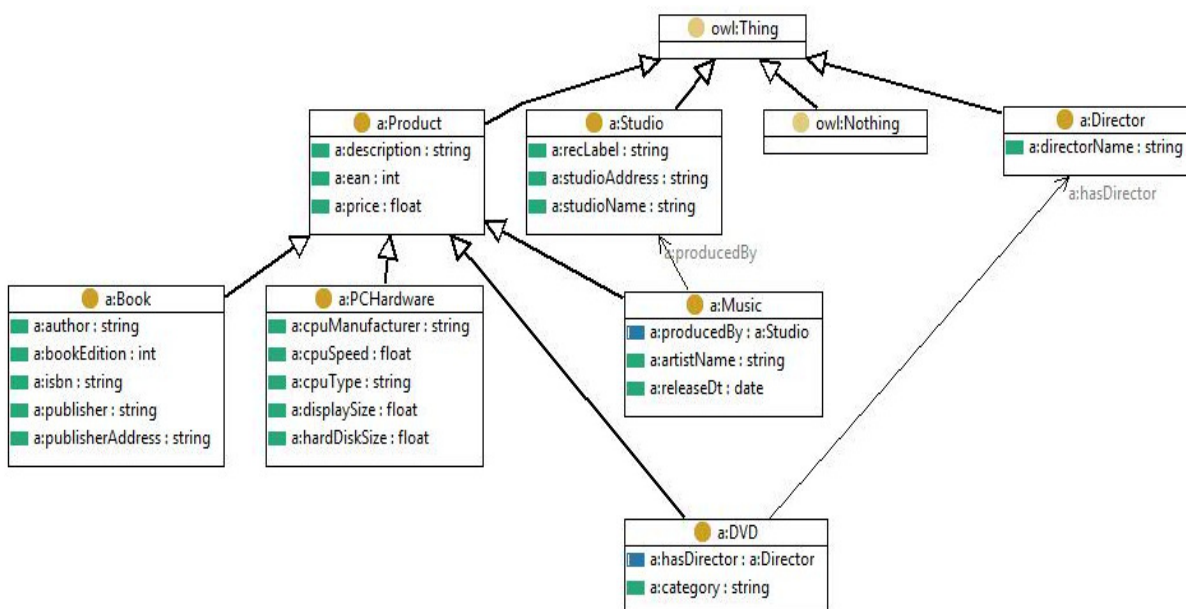 owl:Thing
a:Product
a:description : string
a:ean : int
a:price : float
a:Studio
a:recLabel : string
a:studioAddress : string
a:studioName : string
owl:Nothing
a:Director
a:directorName : string
a:hasDirector
a:producedBy
a:Book
a:author : string
a:bookEdition : int
a:isbn : string
a:publisher : string
a:publisherAddress : string
a:PCHardware
a:cpuManufacturer : string
a:cpuSpeed : float
a:cpuType : string
a:displaySize : float
a:hardDiskSize : float
a:Music
a:producedBy : a:Studio
a:artistName : string
a:releaseDt : date
a:DVD
a:hasDirector : a:Director
a:category : string